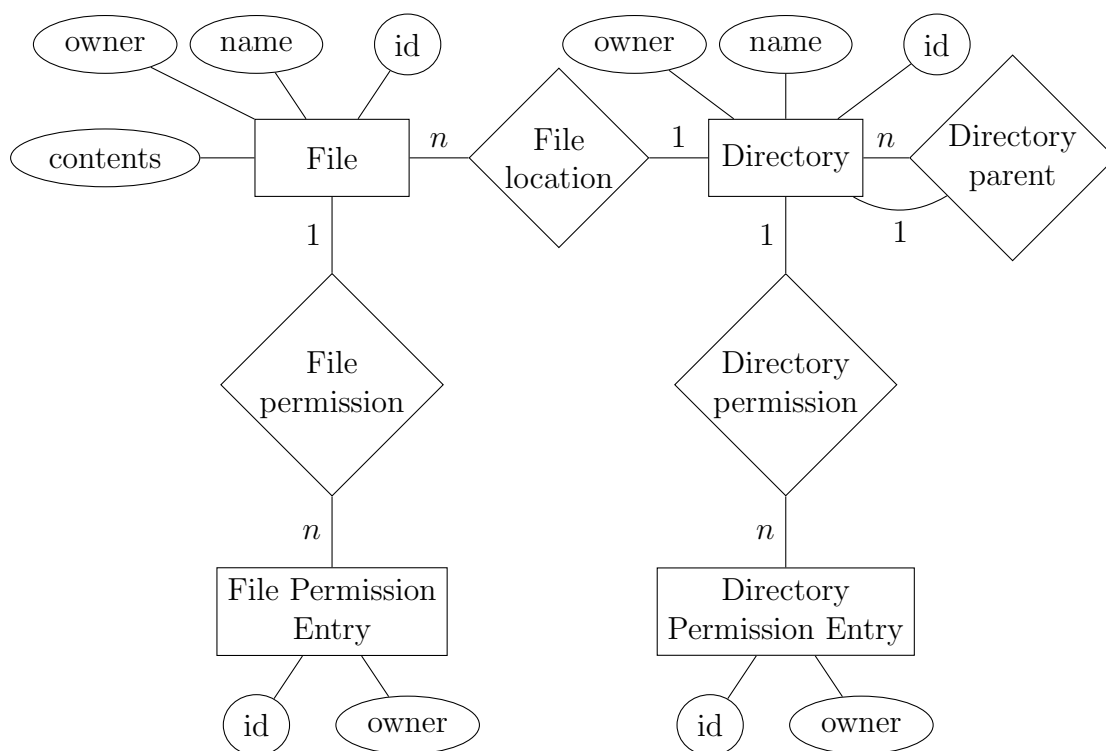 owner
name
id
owner
name
id
contents
File
n
File
location
1
Directory
n
Directory
parent
1
1
1
File
permission
Directory
permission
n
n
File Permission
Entry
Directory
Permission Entry
id
owner
id
owner